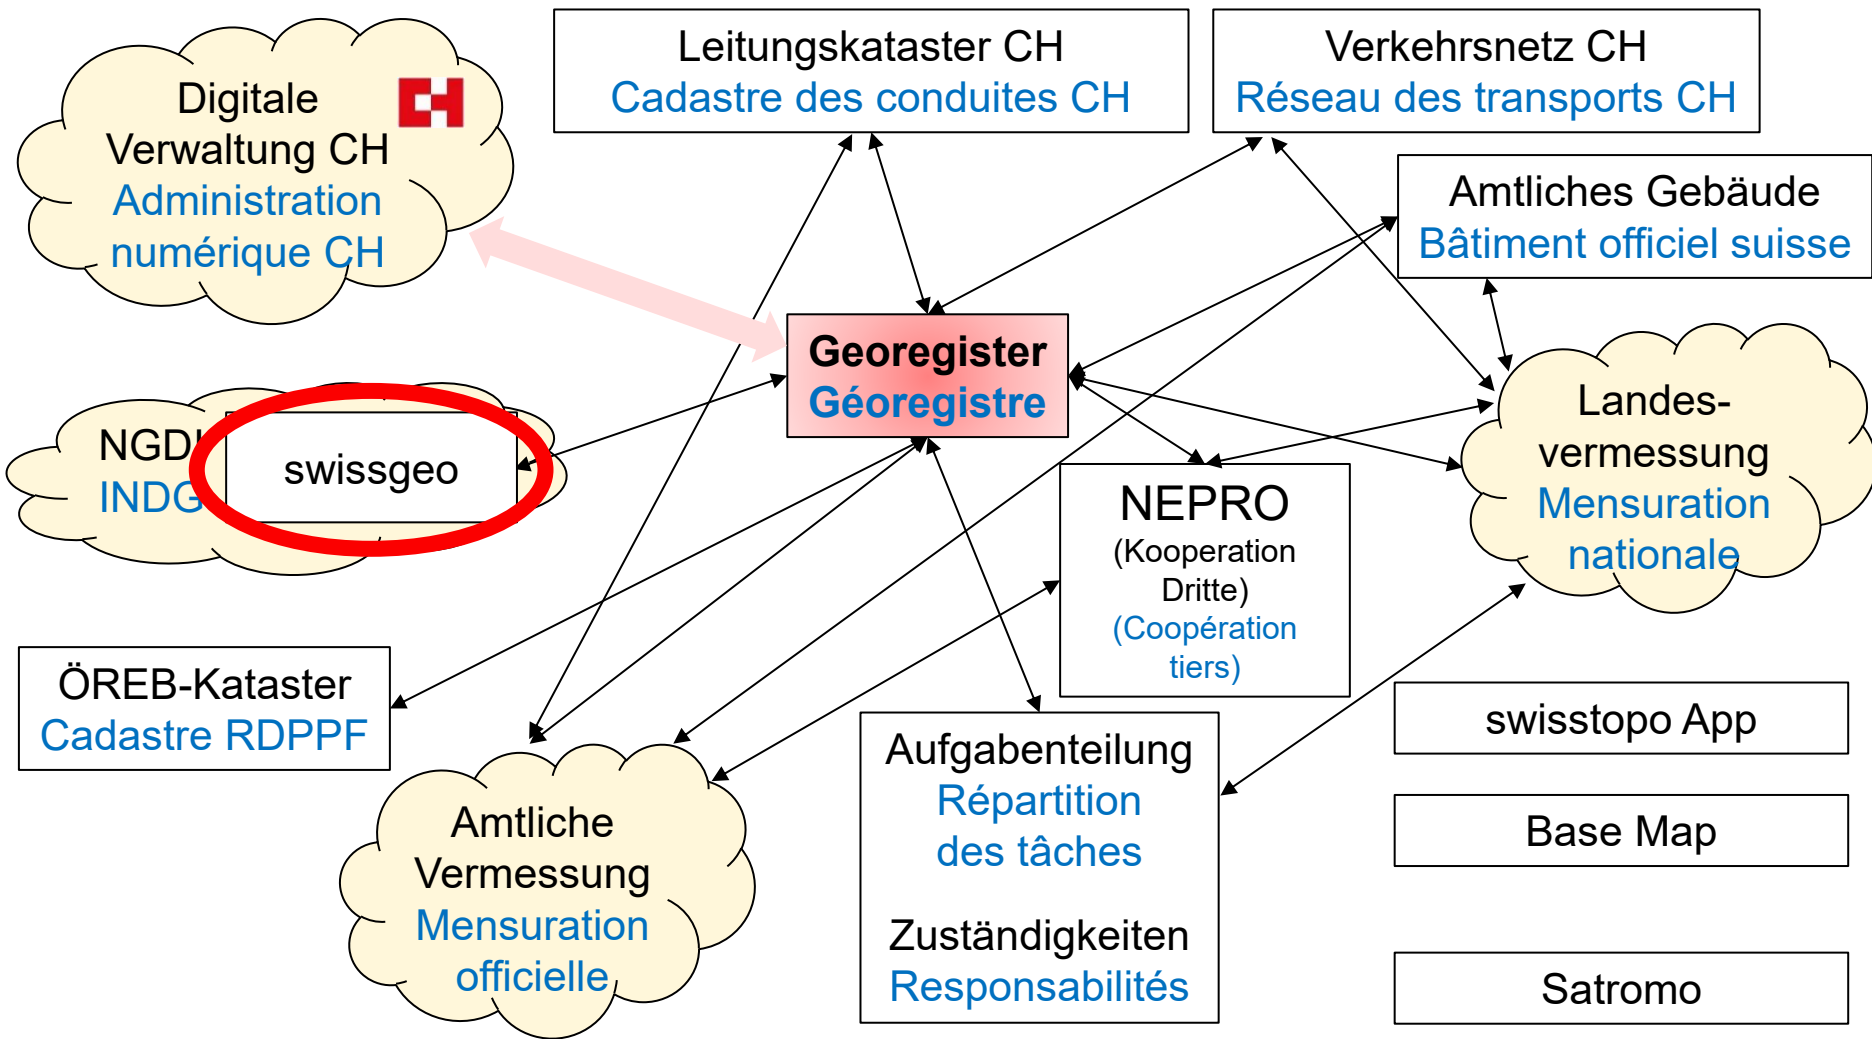 Digitale
Verwaltung CH
Administration
numérique CH
Leitungskataster CH
Cadastre des conduites CH
Verkehrsnetz CH
Réseau des transports CH
Amtliches Gebäude
Bâtiment officiel suisse
Georegister
Géoregistre
NGDI
INDG
swissgeo
Landes-
vermessung
Mensuration
nationale
NEPRO
(Kooperation
Dritte)
(Coopération
tiers)
ÖREB-Kataster
Cadastre RDPPF
Amtliche
Vermessung
Mensuration
officielle
Aufgabenteilung
Répartition
des tâches
Zuständigkeiten
Responsabilités
swisstopo App
Base Map
Satromo